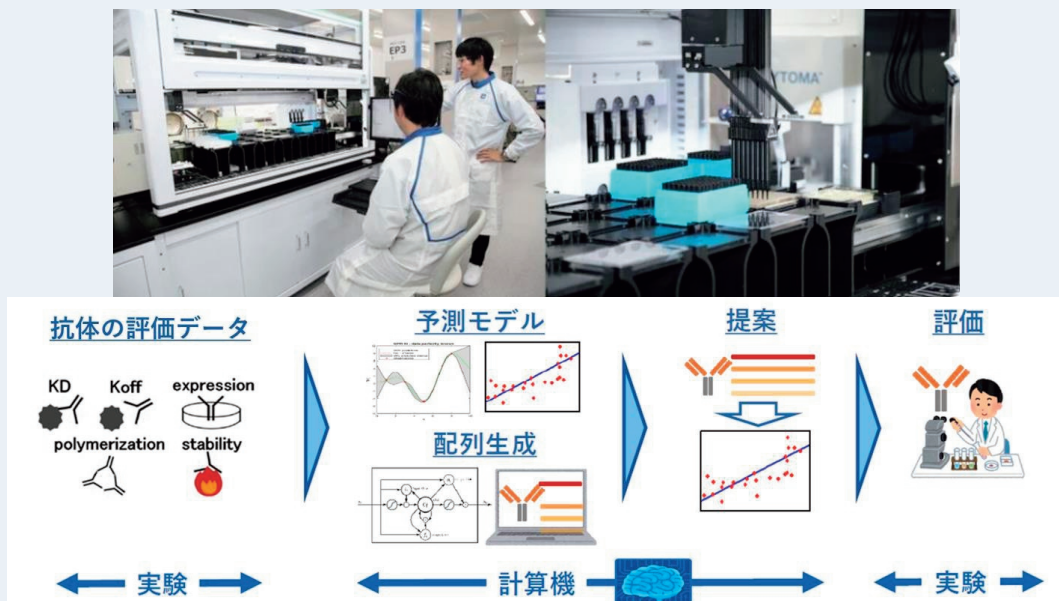 EP3
YTOMA
抗体の評価データ
予測モデル
提案
評価
KD
Koff
expression
polymerization
stability
配列生成
実験
計算機
実験